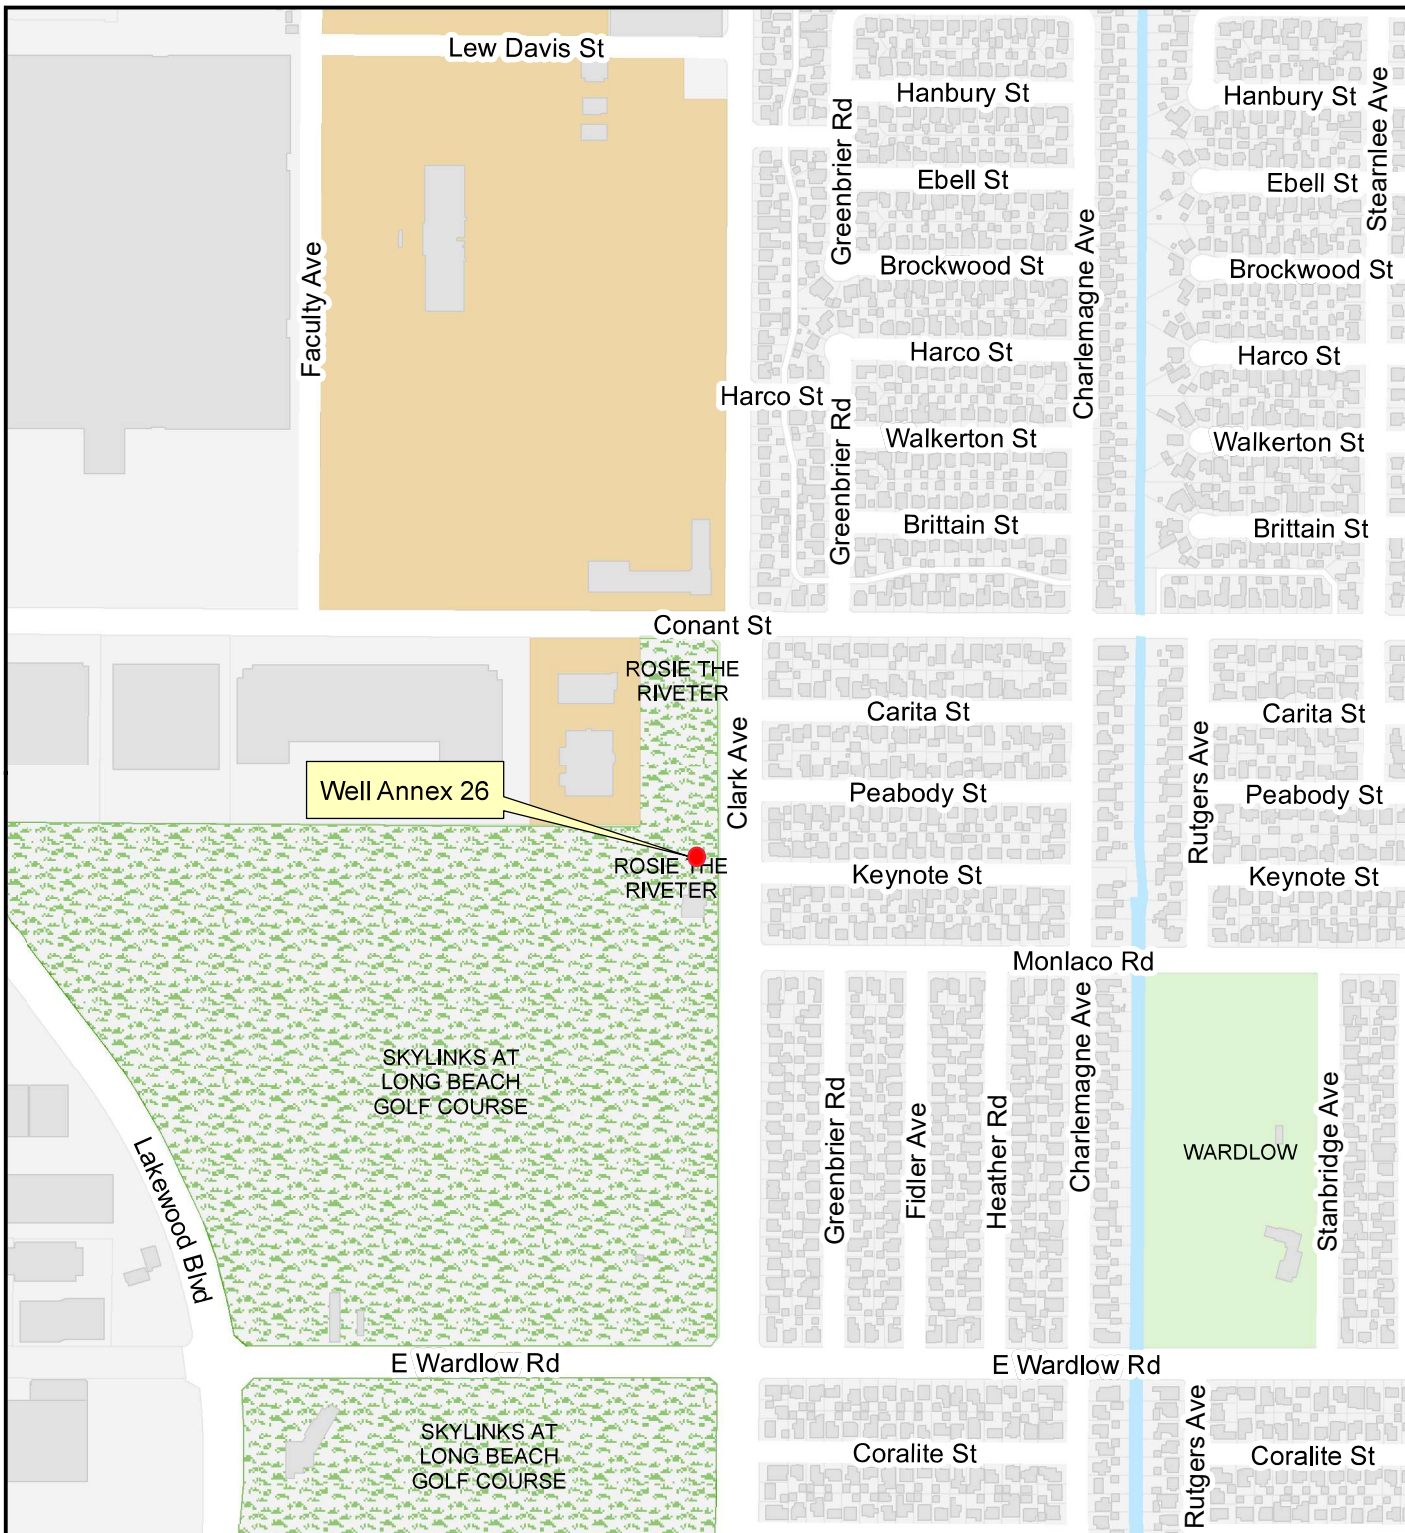 Lew Davis St
Hanbury St
Hanbury St
Stearnlee Ave
Greenbrier Rd
Ebell St
Ebell St
Faculty Ave
Charlemagne Ave
Brockwood St
Brockwood St
Harco St
Harco St
Harco St
Greenbrier Rd
Walkerton St
Walkerton St
Brittain St
Brittain St
Conant St
ROSIE THE
RIVETER
Clark Ave
Carita St
Carita St
Rutgers Ave
Well Annex 26
Peabody St
Peabody St
ROSIE THE
RIVETER
Keynote St
Keynote St
Monlaco Rd
SKYLINKS AT
LONG BEACH
GOLF COURSE
Lakewood Blvd
Greenbrier Rd
Fidler Ave
Heather Rd
Charlemagne Ave
WARDLOW
Stanbridge Ave
E Wardlow Rd
E Wardlow Rd
SKYLINKS AT
LONG BEACH
GOLF COURSE
Coralite St
Rutgers Ave
Coralite St